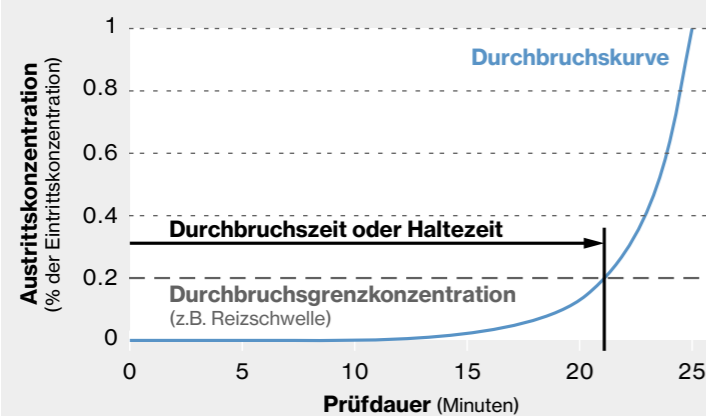 Austrittskonzentration
(% der Eintrittskonzentration)
1
0.8
0.6
0.4
0.2
0
Durchbruchskurve
Durchbruchszeit oder Haltezeit
Durchbruchsgrenzkonzentration
(z.B. Reizschwelle)
0 5 10 15 20 25
Prüfdauer (Minuten)